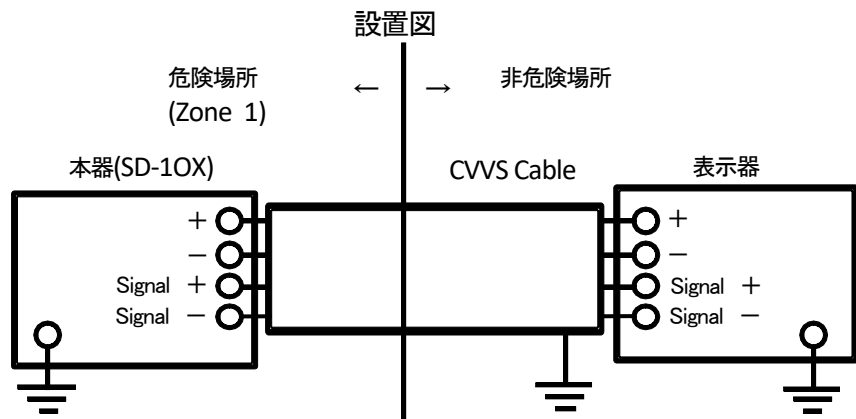 設置図
危険場所
(Zone 1)
← →
非危険場所
本器(SD-1OX)
CVVS Cable
表示器
+
−
Signal +
Signal −
+
−
Signal +
Signal −